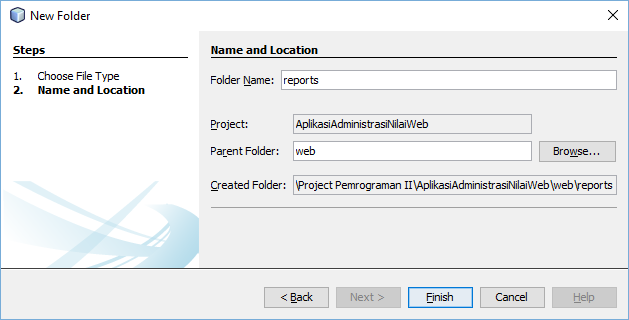 New Folder
Steps
1. Choose File Type
2. Name and Location
Name and Location
Folder Name: reports
Project: AplikasiAdministrasiNilaiWeb
Parent Folder: web Browse...
Created Folder: \Project Pemrograman II\AplikasiAdministrasiNilaiWeb\web\reports
< Back Next > Finish Cancel Help